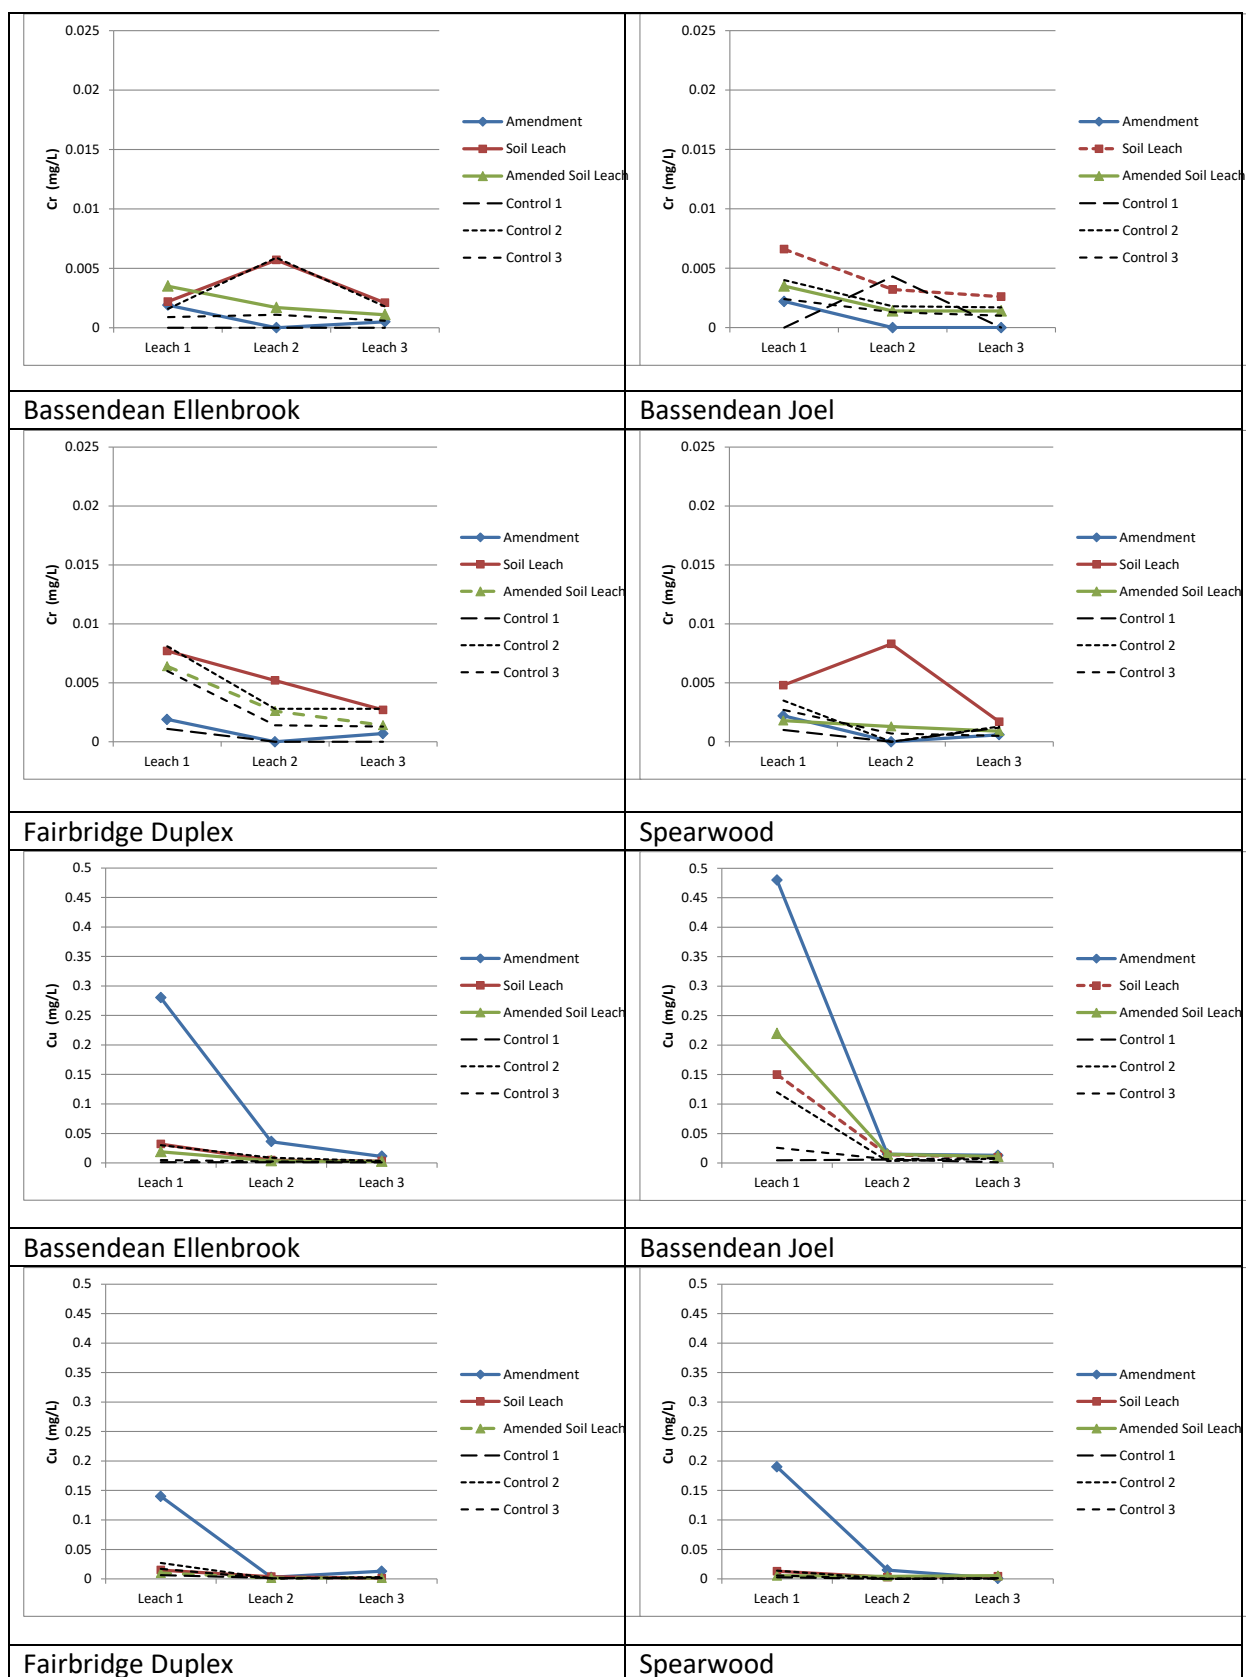 0.025
0.02
0.015
0.01
0.005
0
Cr (mg/L)
Leach 1 Leach 2 Leach 3
Amendment
Soil Leach
Amended Soil Leach
Control 1
Control 2
Control 3
0.025
0.02
0.015
0.01
0.005
0
Cr (mg/L)
Leach 1 Leach 2 Leach 3
Amendment
Soil Leach
Amended Soil Leach
Control 1
Control 2
Control 3
Bassendean Ellenbrook
Bassendean Joel
0.025
0.02
0.015
0.01
0.005
0
Cr (mg/L)
Leach 1 Leach 2 Leach 3
Amendment
Soil Leach
Amended Soil Leach
Control 1
Control 2
Control 3
0.025
0.02
0.015
0.01
0.005
0
Cr (mg/L)
Leach 1 Leach 2 Leach 3
Amendment
Soil Leach
Amended Soil Leach
Control 1
Control 2
Control 3
Fairbridge Duplex
Spearwood
0.5
0.45
0.4
0.35
0.3
0.25
0.2
0.15
0.1
0.05
0
Cu (mg/L)
Leach 1 Leach 2 Leach 3
Amendment
Soil Leach
Amended Soil Leach
Control 1
Control 2
Control 3
0.5
0.45
0.4
0.35
0.3
0.25
0.2
0.15
0.1
0.05
0
Cu (mg/L)
Leach 1 Leach 2 Leach 3
Amendment
Soil Leach
Amended Soil Leach
Control 1
Control 2
Control 3
Bassendean Ellenbrook
Bassendean Joel
0.5
0.45
0.4
0.35
0.3
0.25
0.2
0.15
0.1
0.05
0
Cu (mg/L)
Leach 1 Leach 2 Leach 3
Amendment
Soil Leach
Amended Soil Leach
Control 1
Control 2
Control 3
0.5
0.45
0.4
0.35
0.3
0.25
0.2
0.15
0.1
0.05
0
Cu (mg/L)
Leach 1 Leach 2 Leach 3
Amendment
Soil Leach
Amended Soil Leach
Control 1
Control 2
Control 3
Fairbridge Duplex
Spearwood